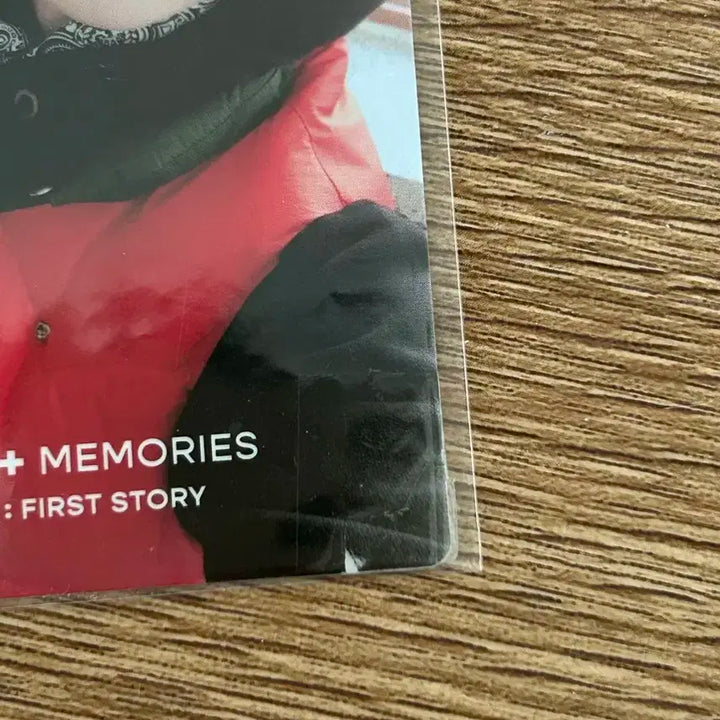 + MEMORIES
: FIRST STORY